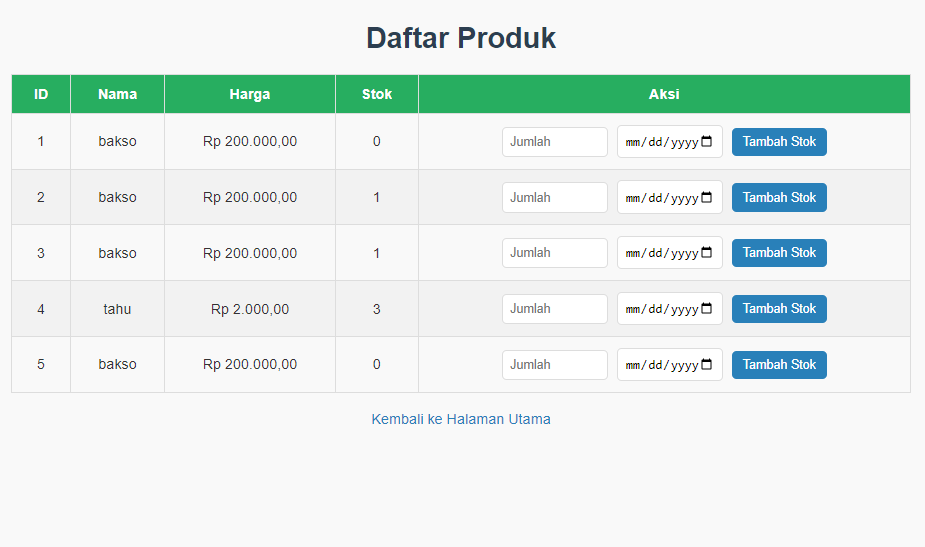 Daftar Produk
ID Nama Harga Stok Aksi
1 bakso Rp 200.000,00 0 Jumlah mm/dd/yyyy Tambah Stok
2 bakso Rp 200.000,00 1 Jumlah mm/dd/yyyy Tambah Stok
3 bakso Rp 200.000,00 1 Jumlah mm/dd/yyyy Tambah Stok
4 tahu Rp 2.000,00 3 Jumlah mm/dd/yyyy Tambah Stok
5 bakso Rp 200.000,00 0 Jumlah mm/dd/yyyy Tambah Stok
Kembali ke Halaman Utama